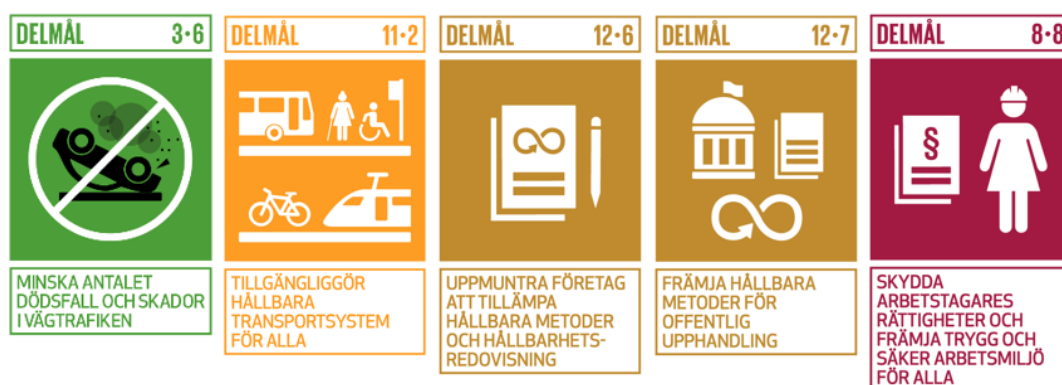 DELMÅL 3·6
MINSKA ANTALET
DÖDSFALL OCH SKADOR
I VÄGTRAFIKEN
DELMÅL 11·2
TILLGÄNGLIGGÖR
HÅLLBARA
TRANSPORTSYSTEM
FÖR ALLA
DELMÅL 12·6
UPPMUNTRA FÖRETAG
ATT TILLÄMPA
HÅLLBARA METODER
OCH HÅLLBARHETS-
REDOVISNING
DELMÅL 12·7
FRÄMJA HÅLLBARA
METODER FÖR
OFFENTLIG
UPPHANDLING
DELMÅL 8·8
§
SKYDDA
ARBETSTAGARES
RÄTTIGHETER OCH
FRÄMJA TRYGG OCH
SÄKER ARBETSMILJÖ
FÖR ALLA